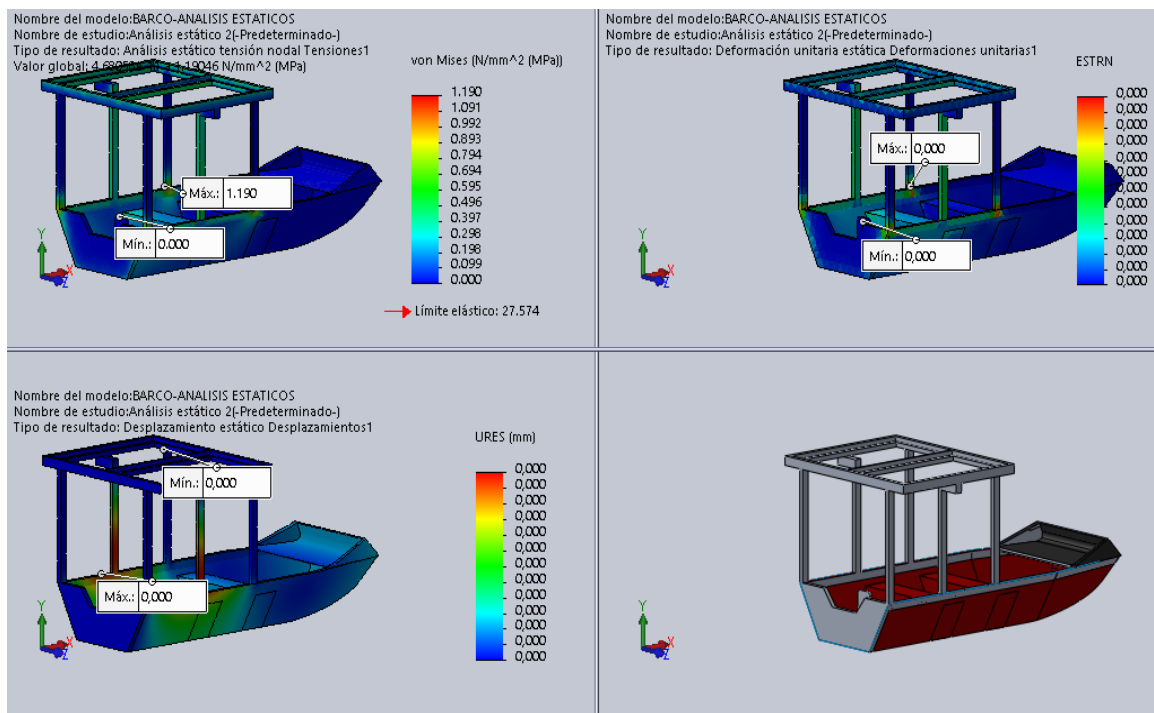 Nombre del modelo:BARCO-ANALISIS ESTATICOS
Nombre de estudio:Análisis estático 2(-Predeterminado-)
Tipo de resultado: Análisis estático tensión nodal Tensiones1
Valor global: 1.19046 N/mm^2 (MPa)
von Mises (N/mm^2 (MPa))
1.190
1.091
0.992
0.893
0.794
0.695
0.595
0.496
0.397
0.298
0.198
0.099
0.000
Límite elástico: 27.574
Máx.: 1.190
Mín.: 0.000
Y
X
Z
Nombre del modelo:BARCO-ANALISIS ESTATICOS
Nombre de estudio:Análisis estático 2(-Predeterminado-)
Tipo de resultado: Deformación unitaria estática Deformaciones unitarias1
ESTRN
0,000
0,000
0,000
0,000
0,000
0,000
0,000
0,000
0,000
0,000
0,000
0,000
0,000
Máx.: 0,000
Mín.: 0,000
Y
X
Z
Nombre del modelo:BARCO-ANALISIS ESTATICOS
Nombre de estudio:Análisis estático 2(-Predeterminado-)
Tipo de resultado: Desplazamiento estático Desplazamientos1
URES (mm)
0,000
0,000
0,000
0,000
0,000
0,000
0,000
0,000
0,000
0,000
0,000
0,000
0,000
Mín.: 0,000
Máx.: 0,000
Y
X
Z
Y
X
Z